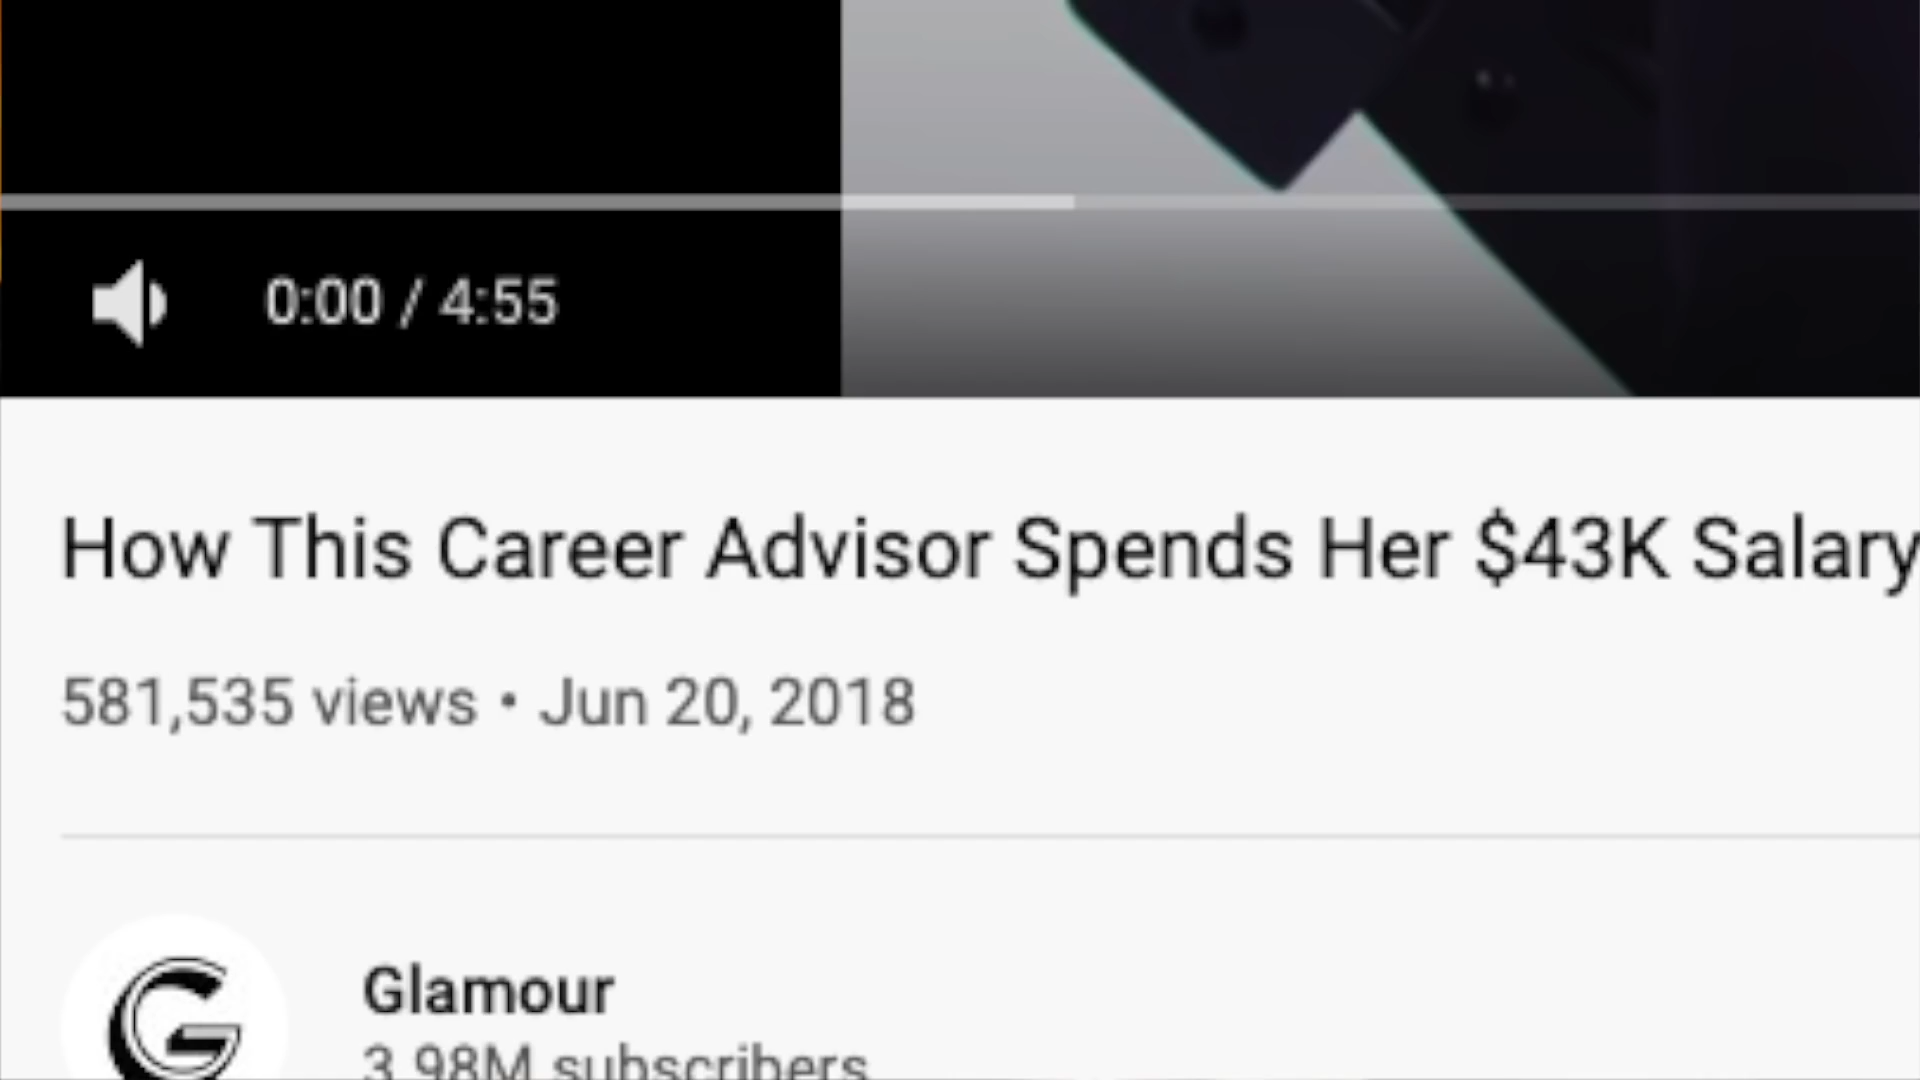 0:00 / 4:55
How This Career Advisor Spends Her $43K Salary
581,535 views • Jun 20, 2018
G
Glamour
3.98M subscribers